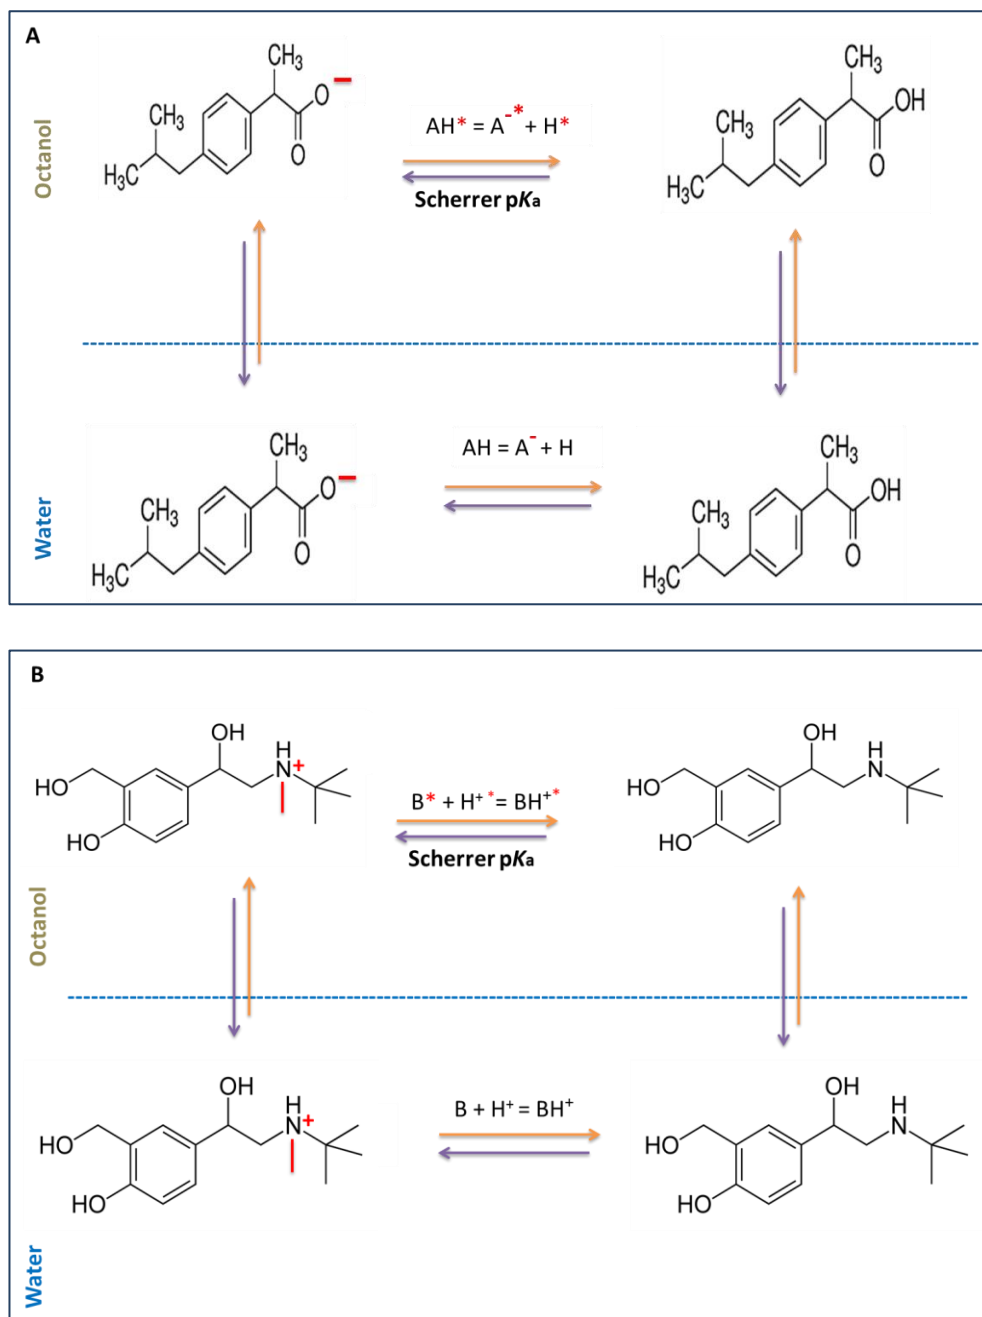 A
Octanol
CH₃
O⁻
CH₃
O
H₃C
AH* = A⁻* + H*
Scherrer pKa
CH₃
OH
CH₃
O
H₃C
Water
CH₃
O⁻
CH₃
O
H₃C
AH = A⁻ + H
CH₃
OH
CH₃
O
H₃C
B
Octanol
OH
H
N+
HO
HO
B* + H⁺* = BH⁺*
Scherrer pKa
OH
H
N
HO
HO
Water
OH
H
N+
HO
HO
B + H⁺ = BH⁺
OH
H
N
HO
HO